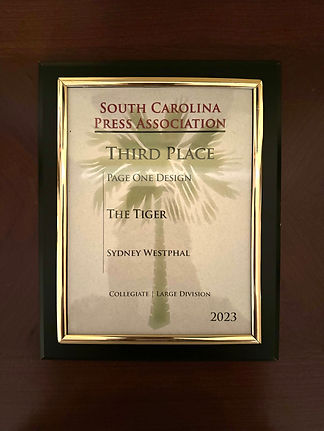 South Carolina
Press Association
Third Place
Page One Design
The Tiger
Sydney Westphal
Collegiate | Large Division
2023